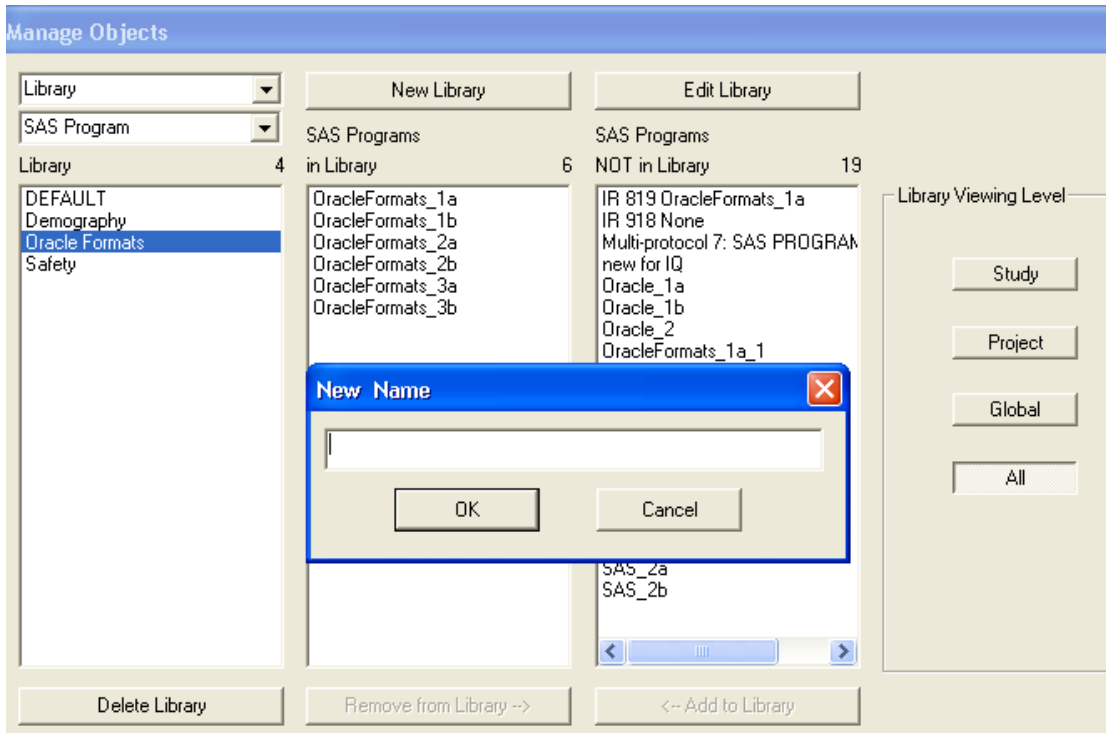 Manage Objects
Library
New Library
Edit Library
SAS Program
SAS Programs
SAS Programs
Library 4
in Library 6
NOT in Library 19
DEFAULT
Demography
Oracle Formats
Safety
OracleFormats_1a
OracleFormats_1b
OracleFormats_2a
OracleFormats_2b
OracleFormats_3a
OracleFormats_3b
IR 819 OracleFormats_1a
IR 918 None
Multi-protocol 7: SAS PROGRAM
new for IQ
Oracle_1a
Oracle_1b
Oracle_2
OracleFormats_1a_1
SAS_2a
SAS_2b
Library Viewing Level
Study
Project
Global
All
New Name
OK
Cancel
Delete Library
Remove from Library -->
<-- Add to Library